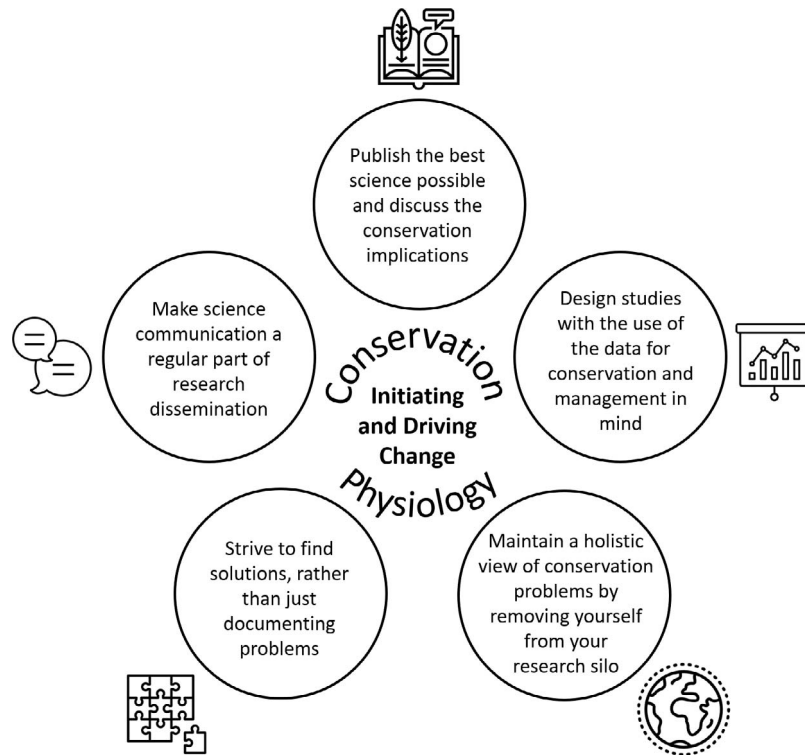 Publish the best
science possible
and discuss the
conservation
implications
Design studies
with the use of
the data for
conservation and
management in
mind
Maintain a holistic
view of conservation
problems by
removing yourself
from your
research silo
Strive to find
solutions, rather
than just
documenting
problems
Make science
communication a
regular part of
research
dissemination
Conservation
Initiating
and Driving
Change
Physiology